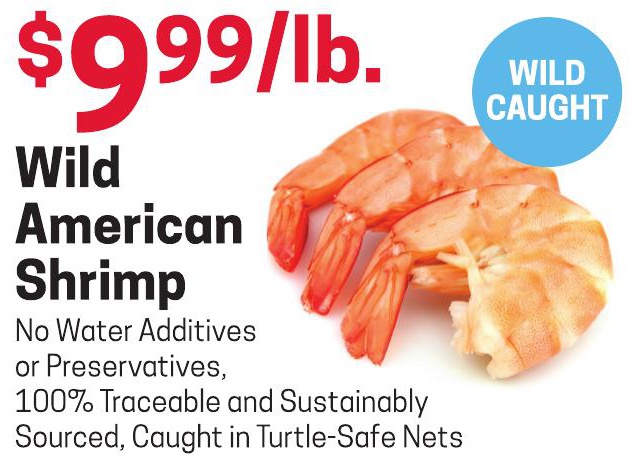 $9.99/lb.
WILD
CAUGHT
Wild
American
Shrimp
No Water Additives
or Preservatives,
100% Traceable and Sustainably
Sourced, Caught in Turtle-Safe Nets